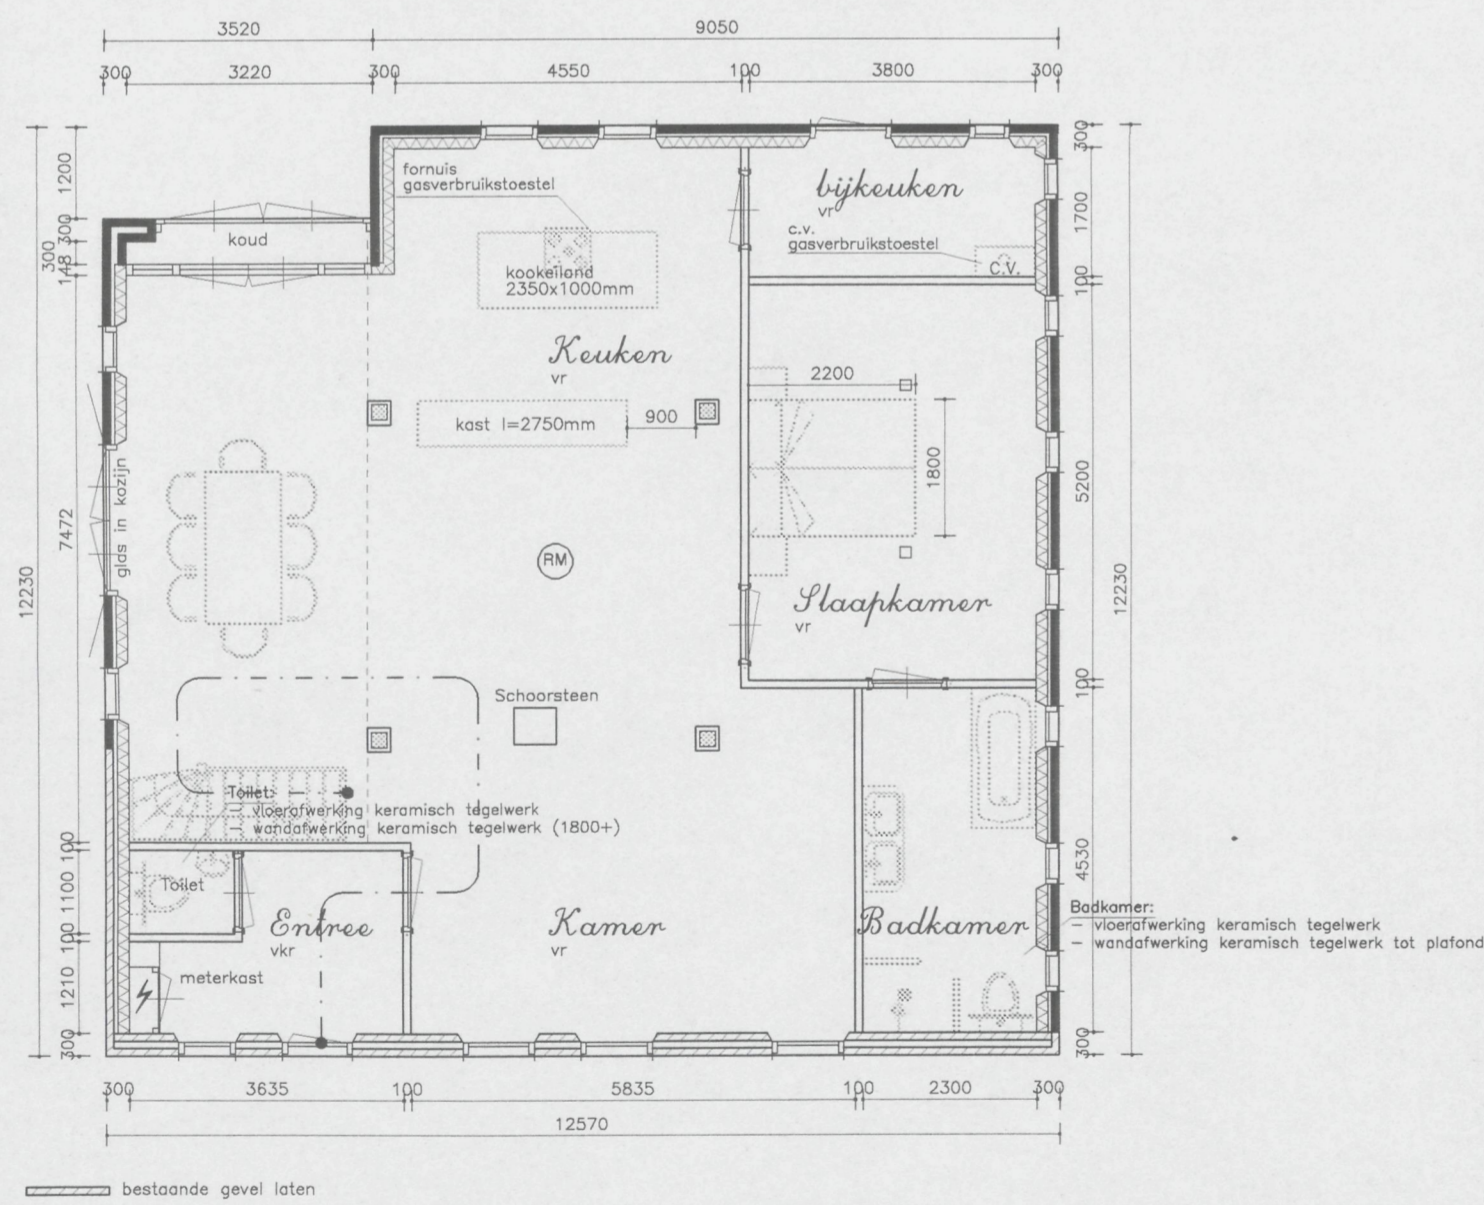 3520 9050
300 3220 300 4550 100 3800 300
1200
300
300
148
7472
12230
100
1100
100
1210
300
300
1700
100
5200
100
4530
300
12230
fornuis
gasverbruikstoestel
koud
kookeiland
2350x1000mm
bijkeuken
vr
c.v.
gasverbruikstoestel
C.V.
Keuken
vr
kast l=2750mm
900
2200
1800
glds in kozijn
RM
Slaapkamer
vr
Schoorsteen
Toilet:
– vloerafwerking keramisch tegelwerk
– wandafwerking keramisch tegelwerk (1800+)
Toilet
Entree
vkr
Kamer
vr
Badkamer
Badkamer:
– vloerafwerking keramisch tegelwerk
– wandafwerking keramisch tegelwerk tot plafond
meterkast
300 3635 100 5835 100 2300 300
12570
bestaande gevel laten